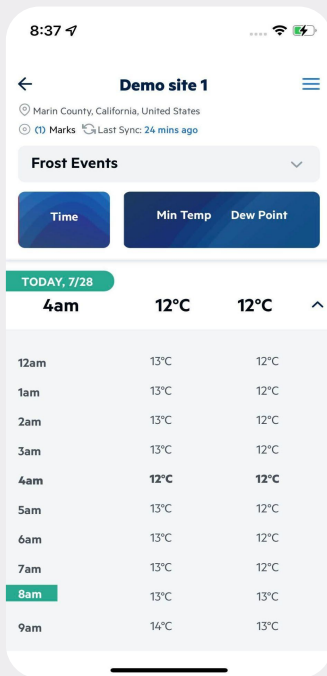 8:37
Demo site 1
Marin County, California, United States
(1) Marks Last Sync: 24 mins ago
Frost Events
Time Min Temp Dew Point
TODAY, 7/28
4am 12°C 12°C
12am 13°C 12°C
1am 13°C 12°C
2am 13°C 12°C
3am 13°C 12°C
4am 12°C 12°C
5am 13°C 12°C
6am 13°C 12°C
7am 13°C 12°C
8am 13°C 13°C
9am 14°C 13°C